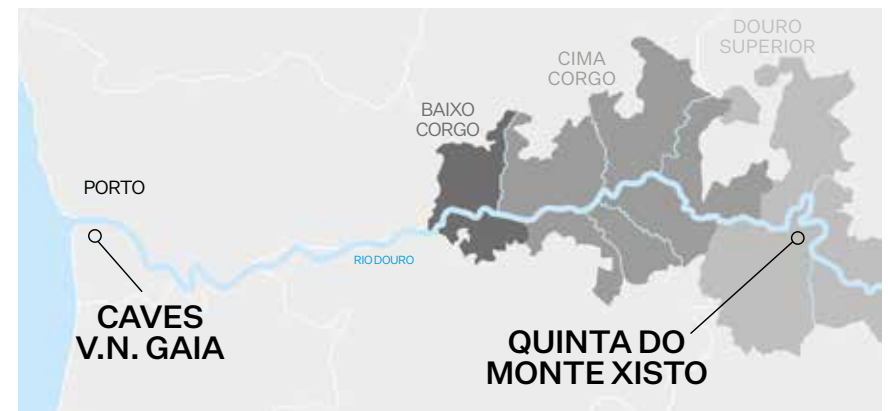 DOURO
SUPERIOR
CIMA
CORGO
BAIXO
CORGO
PORTO
RIO DOURO
CAVES
V.N. GAIA
QUINTA DO
MONTE XISTO